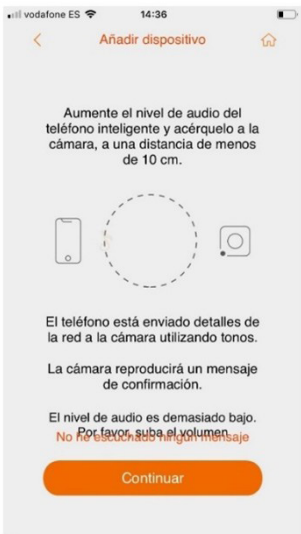 vodafone ES 14:36
Añadir dispositivo
Aumente el nivel de audio del
teléfono inteligente y acérquelo a la
cámara, a una distancia de menos
de 10 cm.
El teléfono está enviado detalles de
la red a la cámara utilizando tonos.
La cámara reproducirá un mensaje
de confirmación.
El nivel de audio es demasiado bajo.
Por favor, suba el volumen
No he escuchado ningún mensaje
Continuar